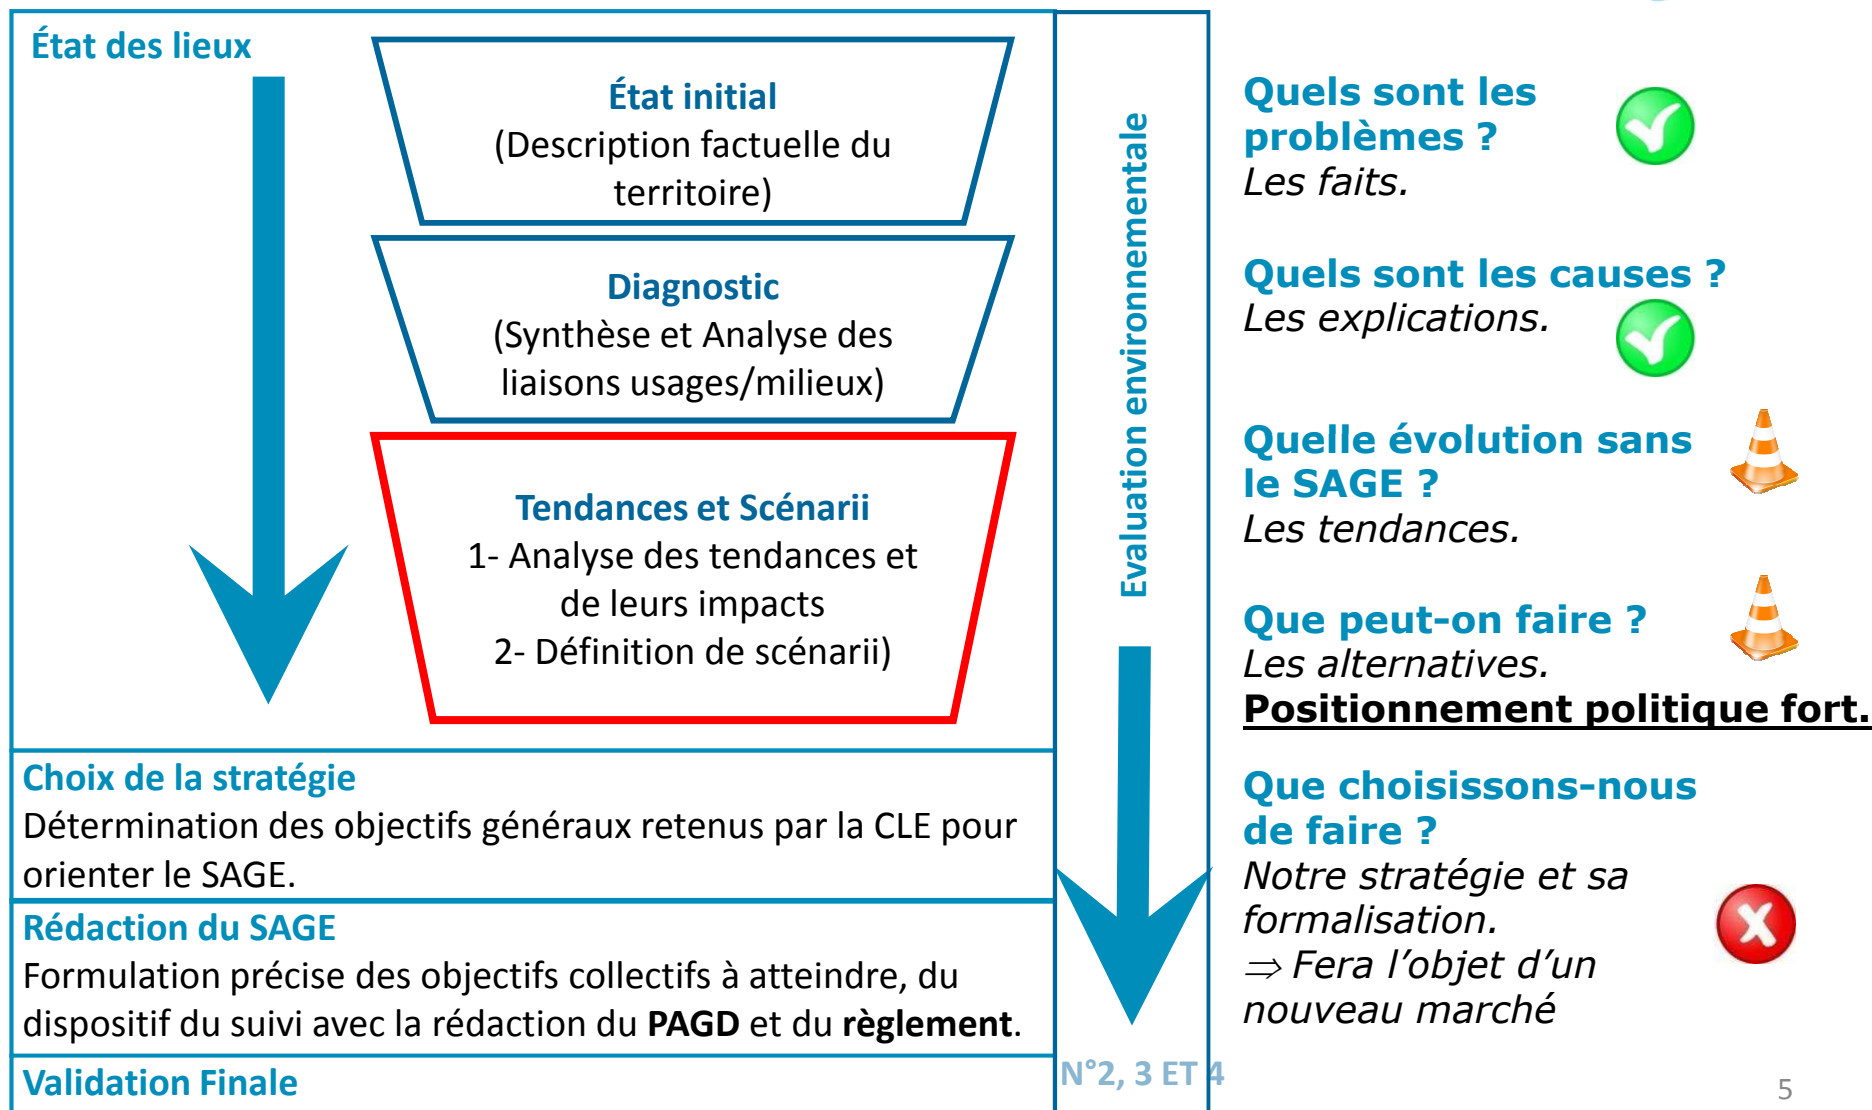 État des lieux
État initial
(Description factuelle du
territoire)
Diagnostic
(Synthèse et Analyse des
liaisons usages/milieux)
Tendances et Scénarii
1- Analyse des tendances et
de leurs impacts
2- Définition de scénarii)
Choix de la stratégie
Détermination des objectifs généraux retenus par la CLE pour
orienter le SAGE.
Rédaction du SAGE
Formulation précise des objectifs collectifs à atteindre, du
dispositif du suivi avec la rédaction du PAGD et du règlement.
Validation Finale
Evaluation environnementale
N°2, 3 ET 4
Quels sont les
problèmes ?
Les faits.
Quels sont les causes ?
Les explications.
Quelle évolution sans
le SAGE ?
Les tendances.
Que peut-on faire ?
Les alternatives.
Positionnement politique fort.
Que choisissons-nous
de faire ?
Notre stratégie et sa
formalisation.
⇒ Fera l’objet d’un
nouveau marché
5